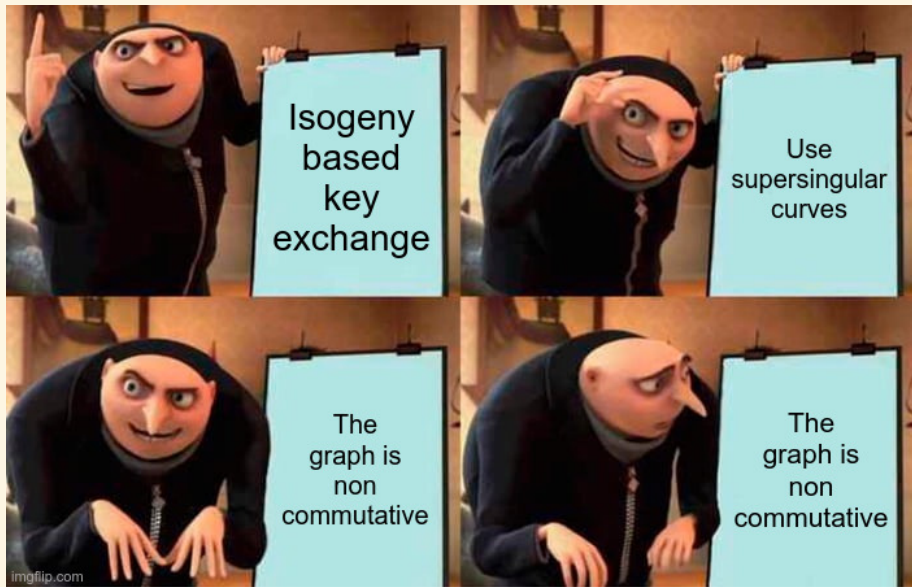 Isogeny
based
key
exchange
Use
supersingular
curves
The
graph is
non
commutative
The
graph is
non
commutative
imgflip.com